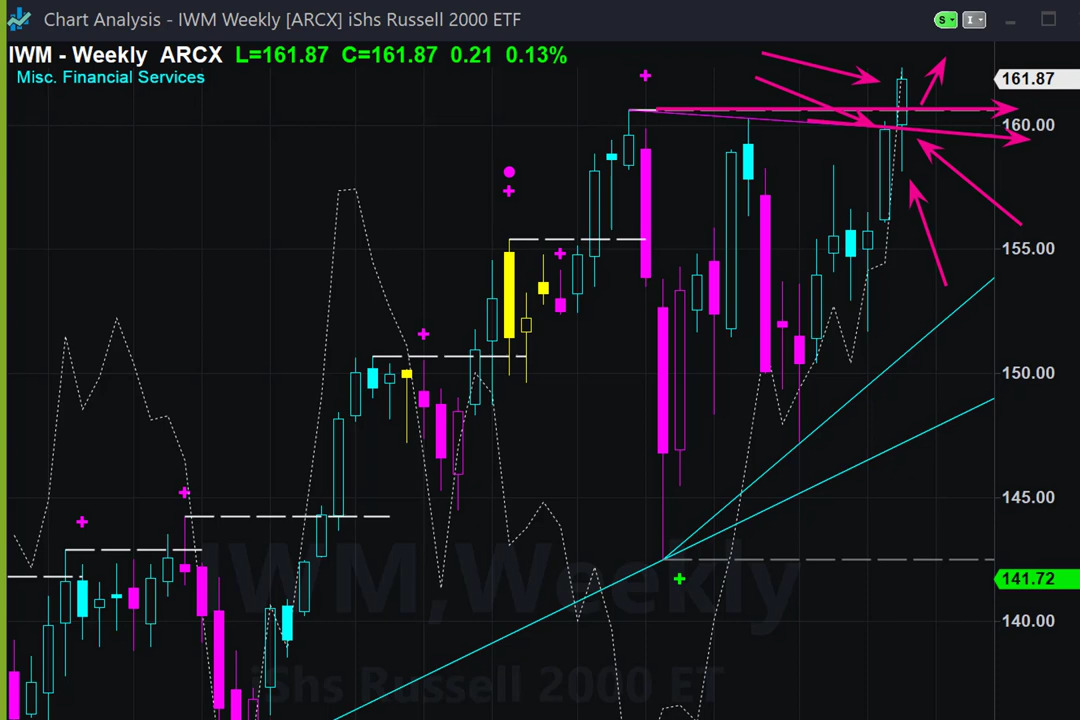 Chart Analysis - IWM Weekly [ARCX] iShs Russell 2000 ETF
S
I
IWM - Weekly ARCX L=161.87 C=161.87 0.21 0.13%
Misc. Financial Services
161.87
160.00
155.00
150.00
145.00
141.72
140.00
IWM,Weekly
iShs Russell 2000 ET